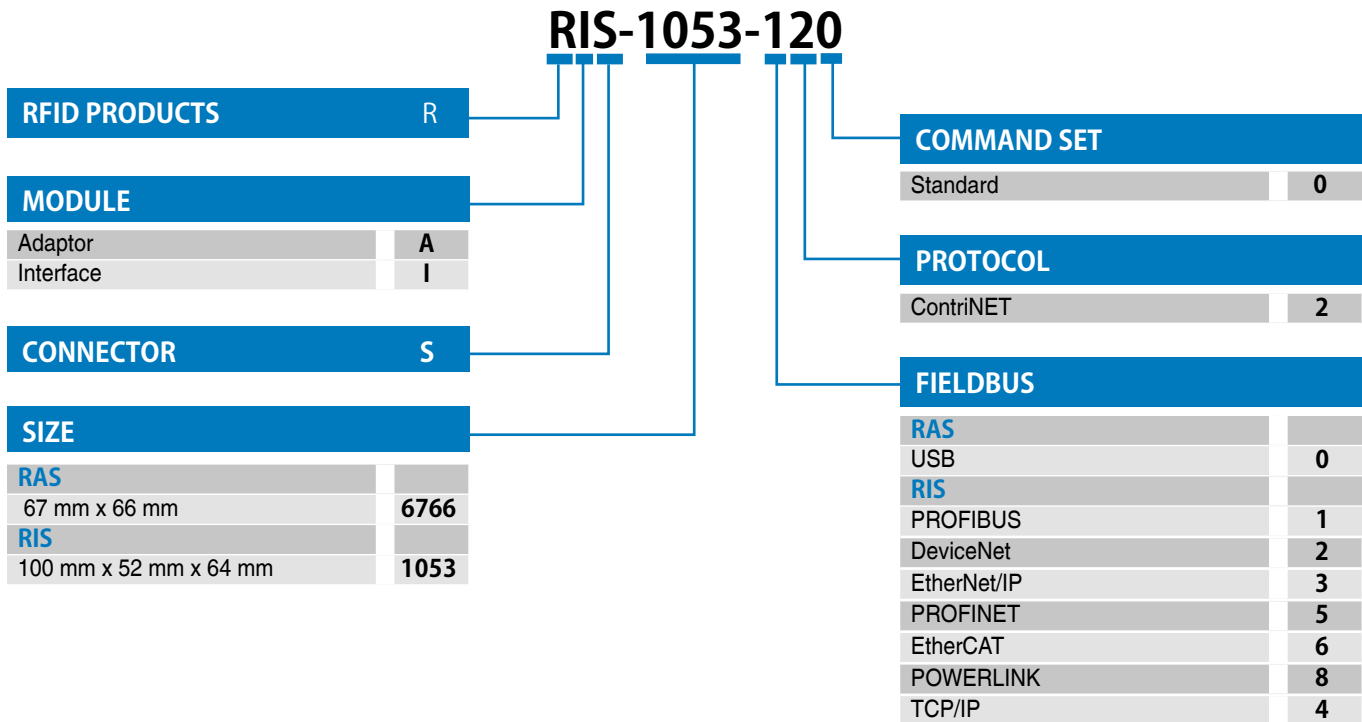 RIS-1053-120
RFID PRODUCTS R
MODULE
Adaptor A
Interface I
CONNECTOR S
SIZE
RAS
67 mm x 66 mm 6766
RIS
100 mm x 52 mm x 64 mm 1053
COMMAND SET
Standard 0
PROTOCOL
ContriNET 2
FIELDBUS
RAS
USB 0
RIS
PROFIBUS 1
DeviceNet 2
EtherNet/IP 3
PROFINET 5
EtherCAT 6
POWERLINK 8
TCP/IP 4